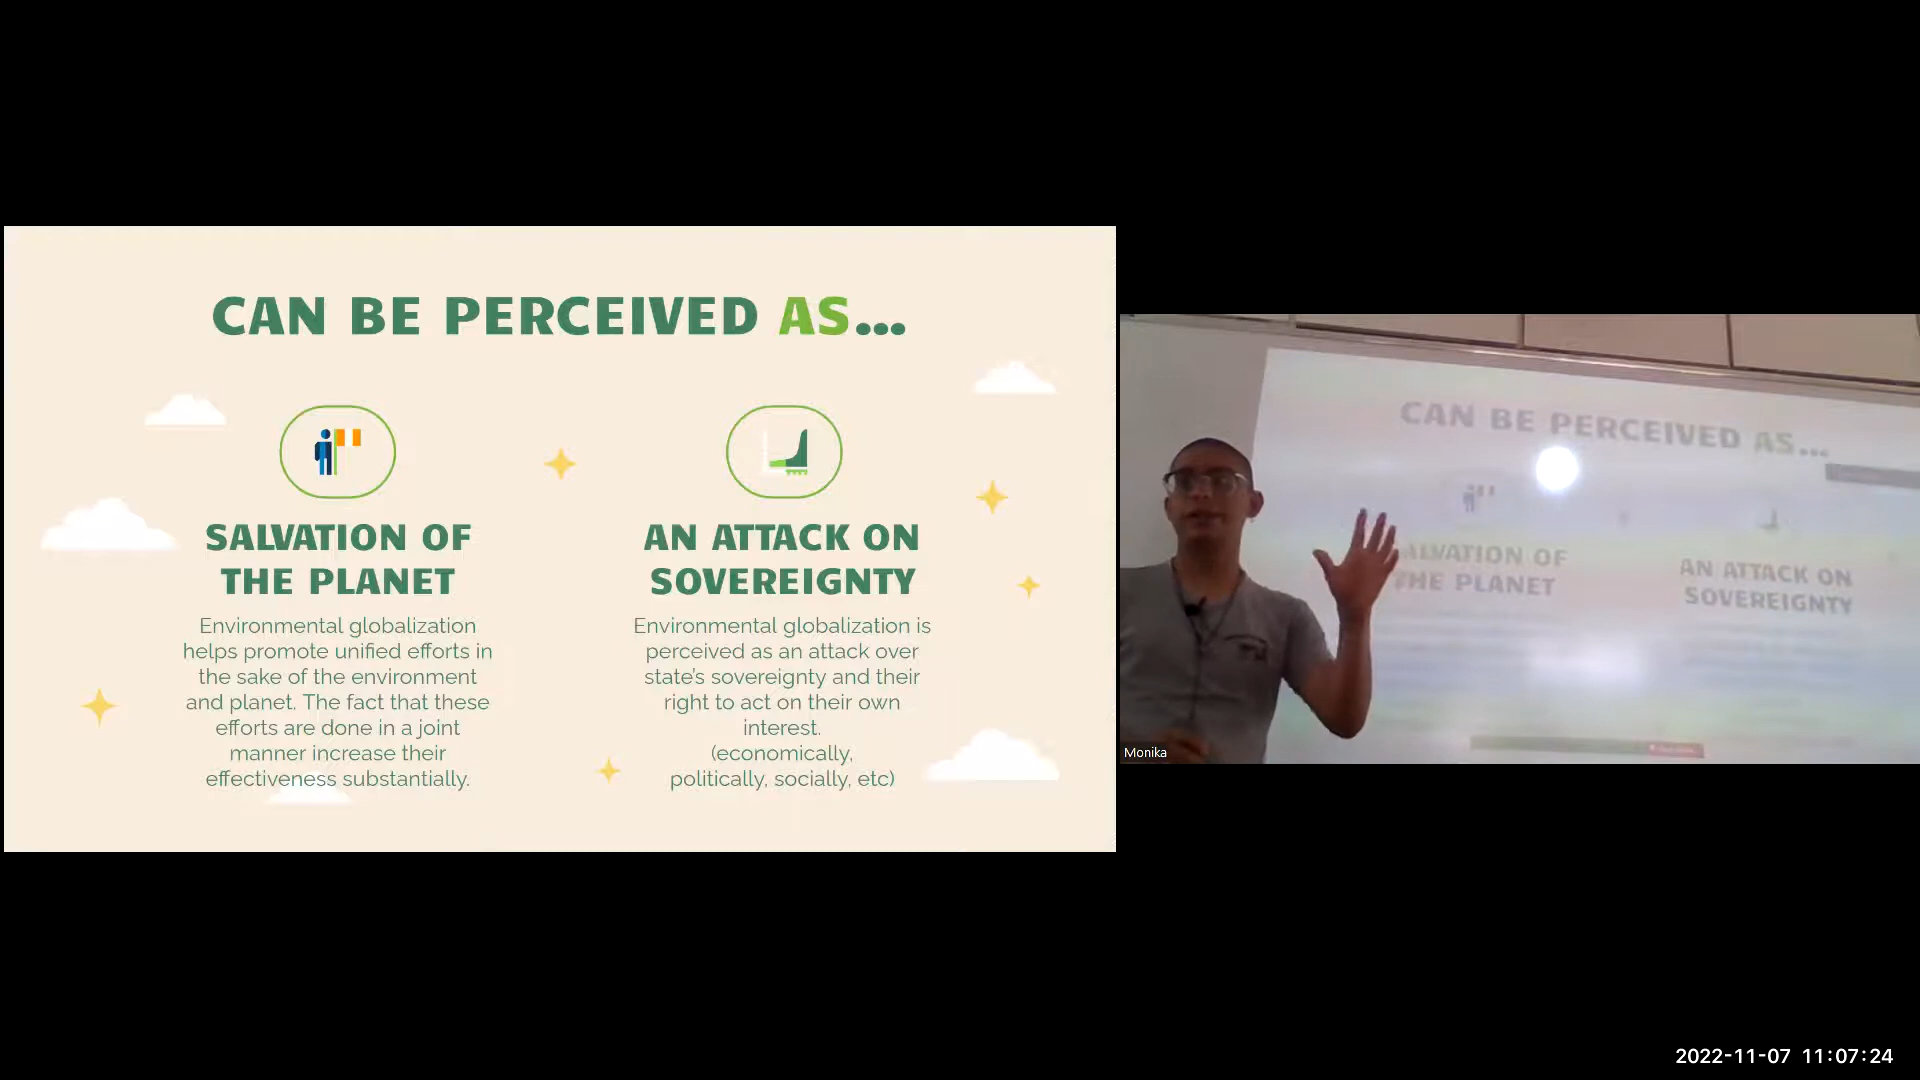 CAN BE PERCEIVED AS...
SALVATION OF
THE PLANET
Environmental globalization
helps promote unified efforts in
the sake of the environment
and planet. The fact that these
efforts are done in a joint
manner increase their
effectiveness substantially.
AN ATTACK ON
SOVEREIGNTY
Environmental globalization is
perceived as an attack over
state's sovereignty and their
right to act on their own
interest.
(economically,
politically, socially, etc)
CAN BE PERCEIVED AS...
SALVATION OF
THE PLANET
AN ATTACK ON
SOVEREIGNTY
Monika
2022-11-07 11:07:24